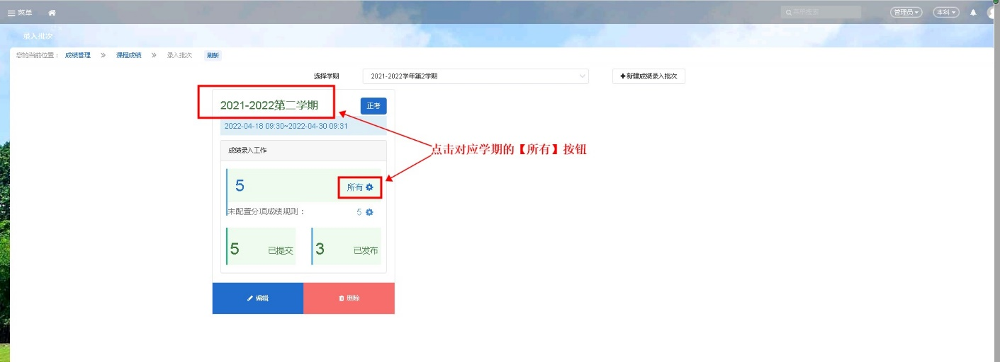 菜单
管理员
本科
录入批次
您的当前位置： 成绩管理 » 课程成绩 » 录入批次 刷新
选择学期 2021-2022学年第2学期 +新建成绩录入批次
2021-2022第二学期 正考
2022-04-18 09:30~2022-04-30 09:31
成绩录入工作
点击对应学期的【所有】按钮
5 所有
未配置分项成绩规则： 5
5 已提交 3 已发布
编辑 删除